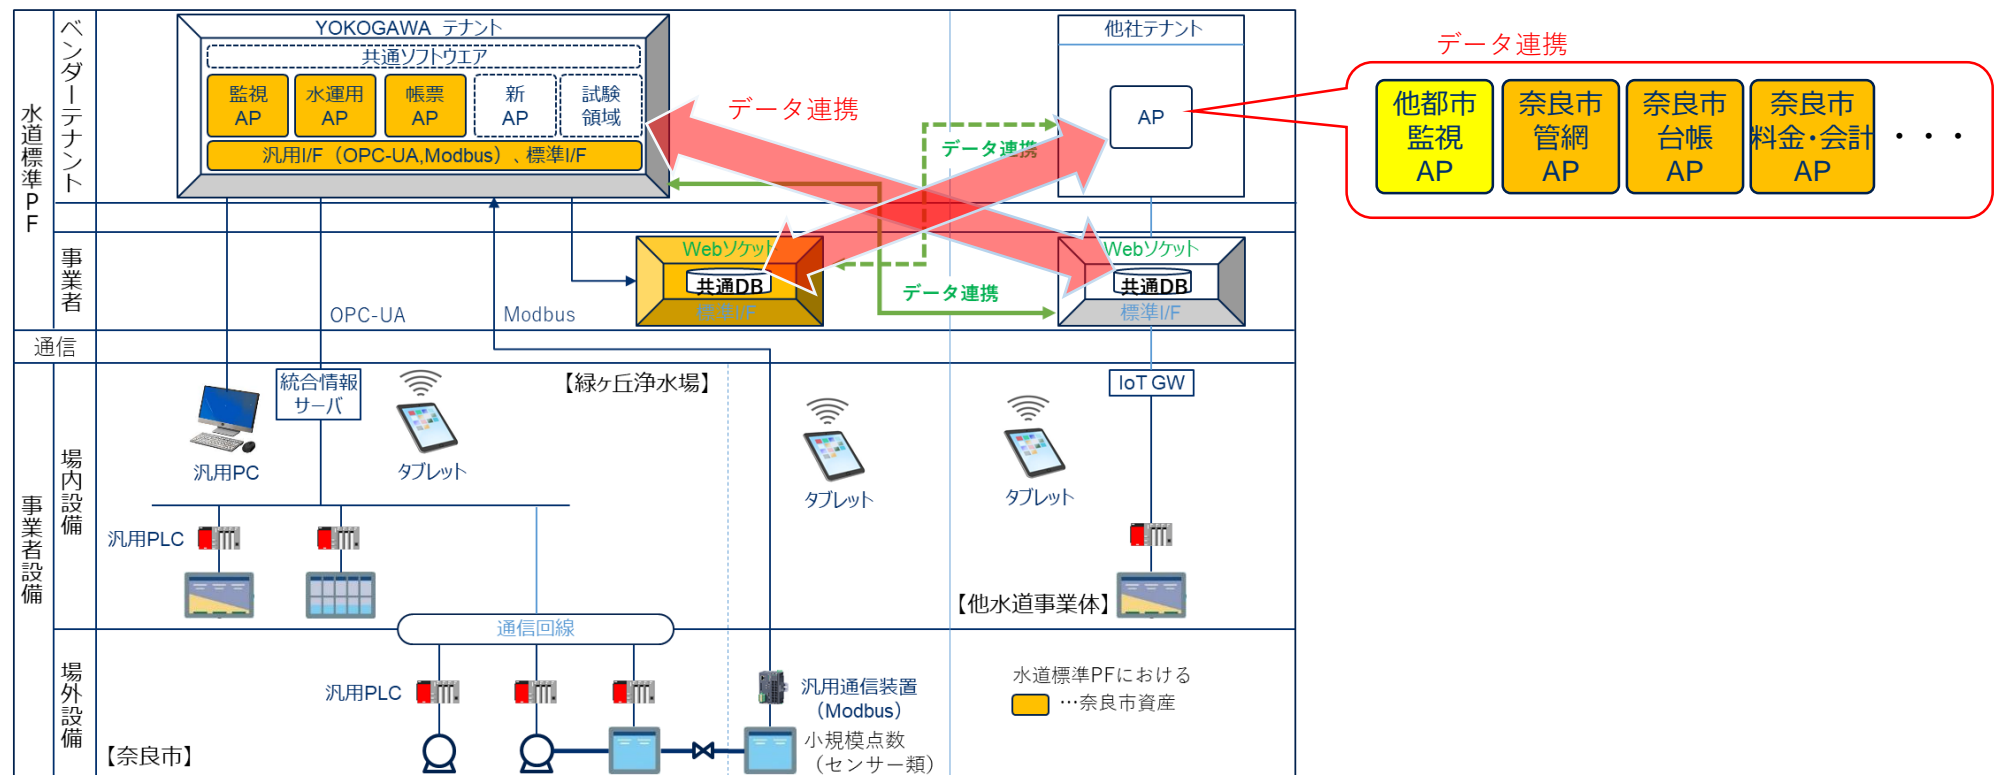 水道標準PF
ベンダーテナント
YOKOGAWA テナント
共通ソフトウエア
監視
AP
水運用
AP
帳票
AP
新
AP
試験
領域
汎用I/F（OPC-UA,Modbus）、標準I/F
データ連携
データ連携
他社テナント
AP
データ連携
他都市
監視
AP
奈良市
管網
AP
奈良市
台帳
AP
奈良市
料金・会計
AP
・・・
事業者
Webソケット
共通DB
標準I/F
データ連携
Webソケット
共通DB
標準I/F
OPC-UA
Modbus
通信
事業者設備
場内設備
統合情報
サーバ
【緑ヶ丘浄水場】
IoT GW
汎用PC
タブレット
タブレット
タブレット
汎用PLC
【他水道事業体】
通信回線
場外設備
汎用PLC
汎用通信装置
（Modbus）
小規模点数
（センサー類）
【奈良市】
水道標準PFにおける
…奈良市資産